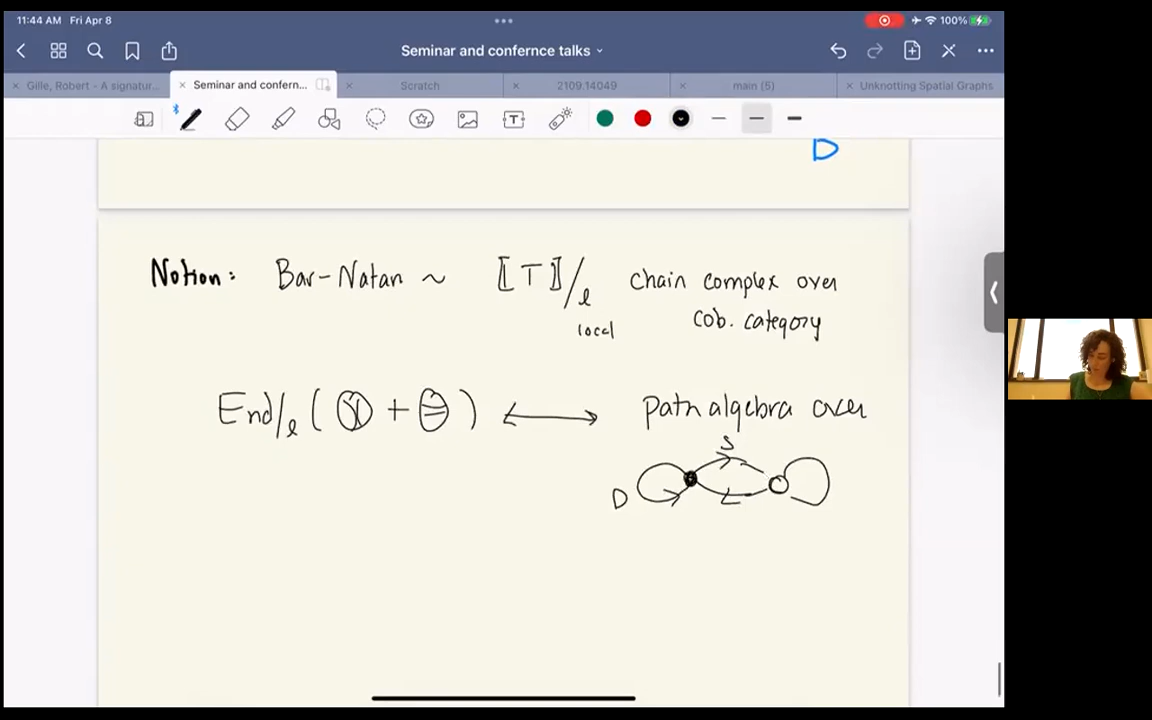 11:44 AM Fri Apr 8
100%
Seminar and confernce talks
Gille, Robert - A signatur...
Seminar and confern...
Scratch
2109.14049
main (5)
Unknotting Spatial Graphs
D
Notion: Bar-Natan ~ [[T]]/l chain complex over
local cob. category
End/l ( + ) ↔ path algebra over
S
D